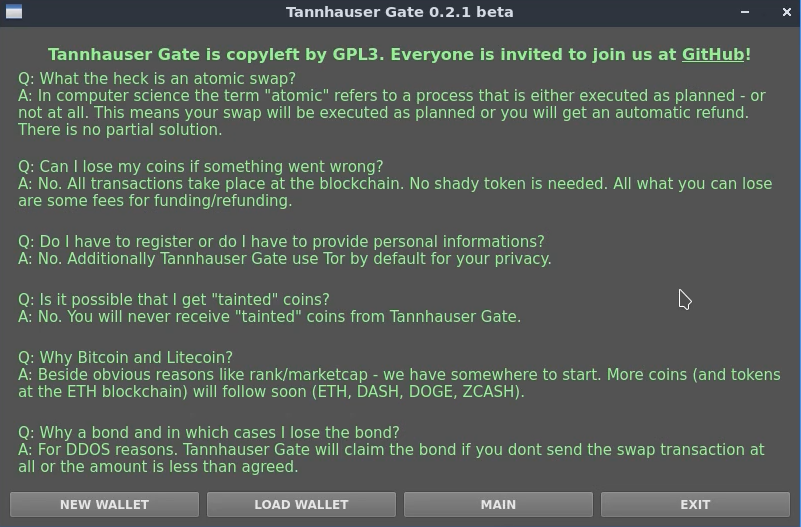 Tannhauser Gate 0.2.1 beta
Tannhauser Gate is copyleft by GPL3. Everyone is invited to join us at GitHub!
Q: What the heck is an atomic swap?
A: In computer science the term "atomic" refers to a process that is either executed as planned - or
not at all. This means your swap will be executed as planned or you will get an automatic refund.
There is no partial solution.
Q: Can I lose my coins if something went wrong?
A: No. All transactions take place at the blockchain. No shady token is needed. All what you can lose
are some fees for funding/refunding.
Q: Do I have to register or do I have to provide personal informations?
A: No. Additionally Tannhauser Gate use Tor by default for your privacy.
Q: Is it possible that I get "tainted" coins?
A: No. You will never receive "tainted" coins from Tannhauser Gate.
Q: Why Bitcoin and Litecoin?
A: Beside obvious reasons like rank/marketcap - we have somewhere to start. More coins (and tokens
at the ETH blockchain) will follow soon (ETH, DASH, DOGE, ZCASH).
Q: Why a bond and in which cases I lose the bond?
A: For DDOS reasons. Tannhauser Gate will claim the bond if you dont send the swap transaction at
all or the amount is less than agreed.
NEW WALLET LOAD WALLET MAIN EXIT